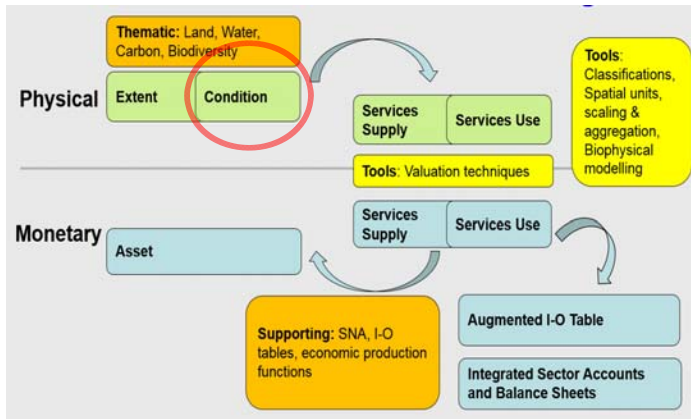 Thematic: Land, Water,
Carbon, Biodiversity
Physical
Extent
Condition
Services
Supply
Services Use
Tools:
Classifications,
Spatial units,
scaling &
aggregation,
Biophysical
modelling
Tools: Valuation techniques
Monetary
Services
Supply
Services Use
Asset
Supporting: SNA, I-O
tables, economic production
functions
Augmented I-O Table
Integrated Sector Accounts
and Balance Sheets